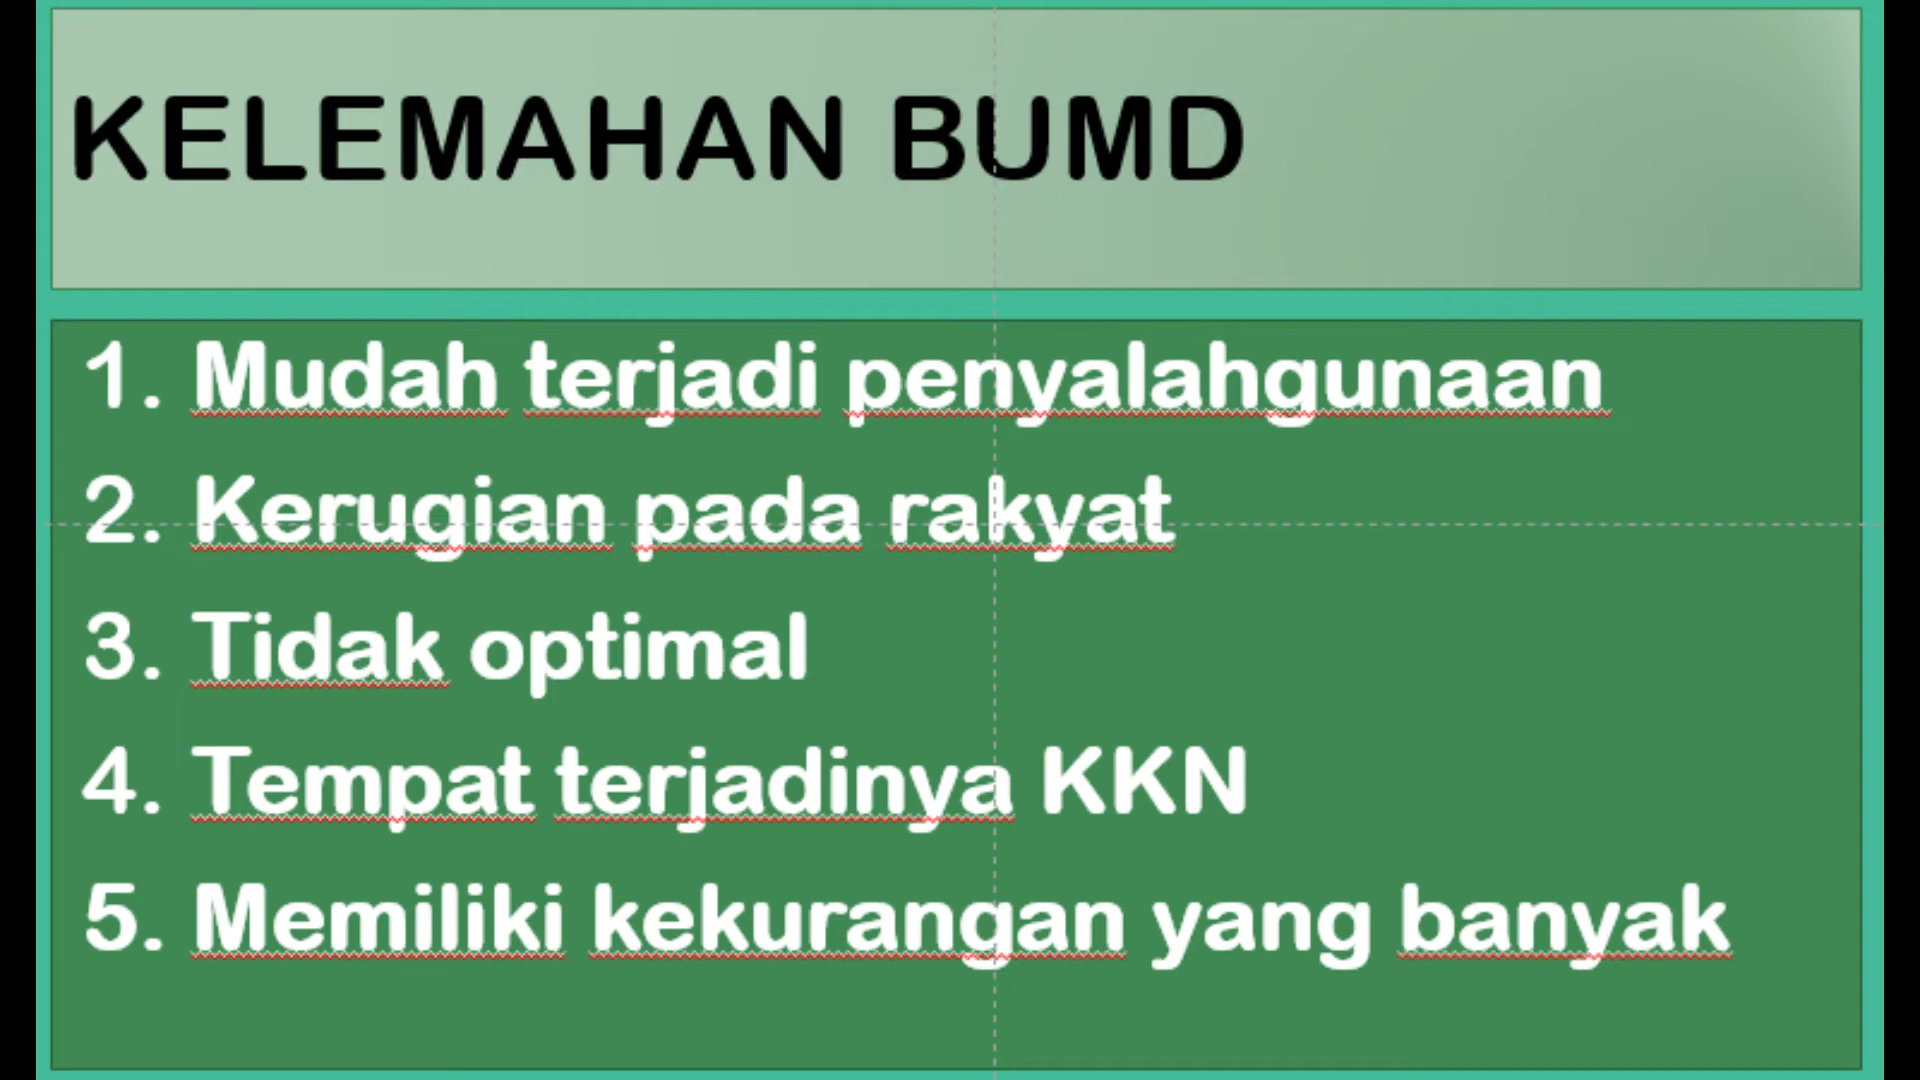 KELEMAHAN BUMD
1. Mudah terjadi penyalahgunaan
2. Kerugian pada rakyat
3. Tidak optimal
4. Tempat terjadinya KKN
5. Memiliki kekurangan yang banyak